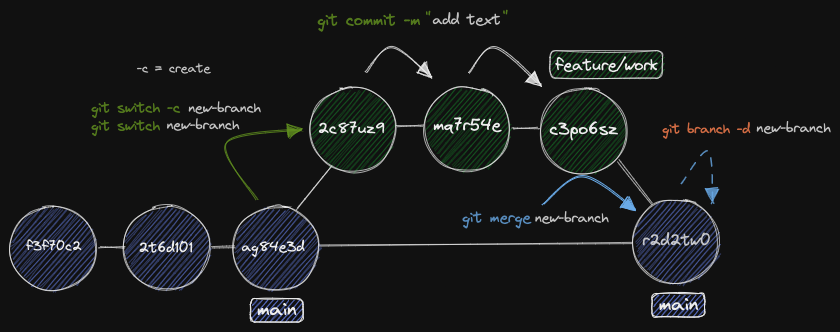 git commit -m "add text"
-c = create
feature/work
git switch -c new-branch
git switch new-branch
2c87uz9
mq7r54e
c3po6sz
git branch -d new-branch
git merge new-branch
f3f70c2
2t6d101
ag84e3d
r2d2tw0
main
main